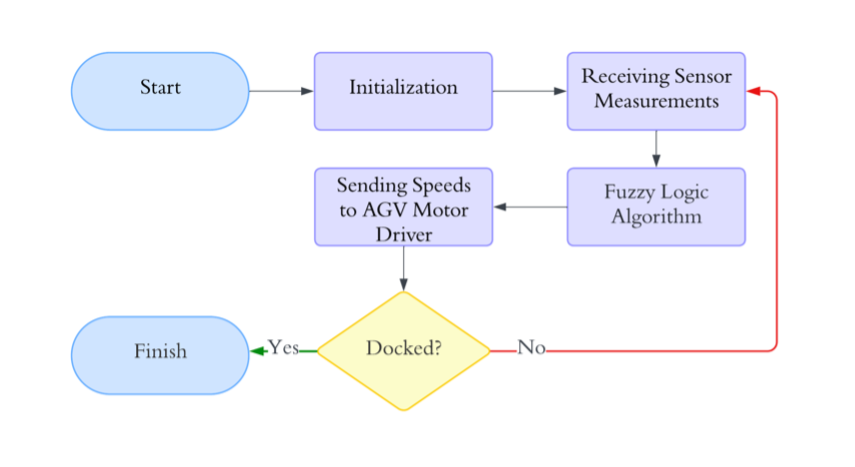 Start
Initialization
Receiving Sensor
Measurements
Fuzzy Logic
Algorithm
Sending Speeds
to AGV Motor
Driver
Docked?
Yes
No
Finish